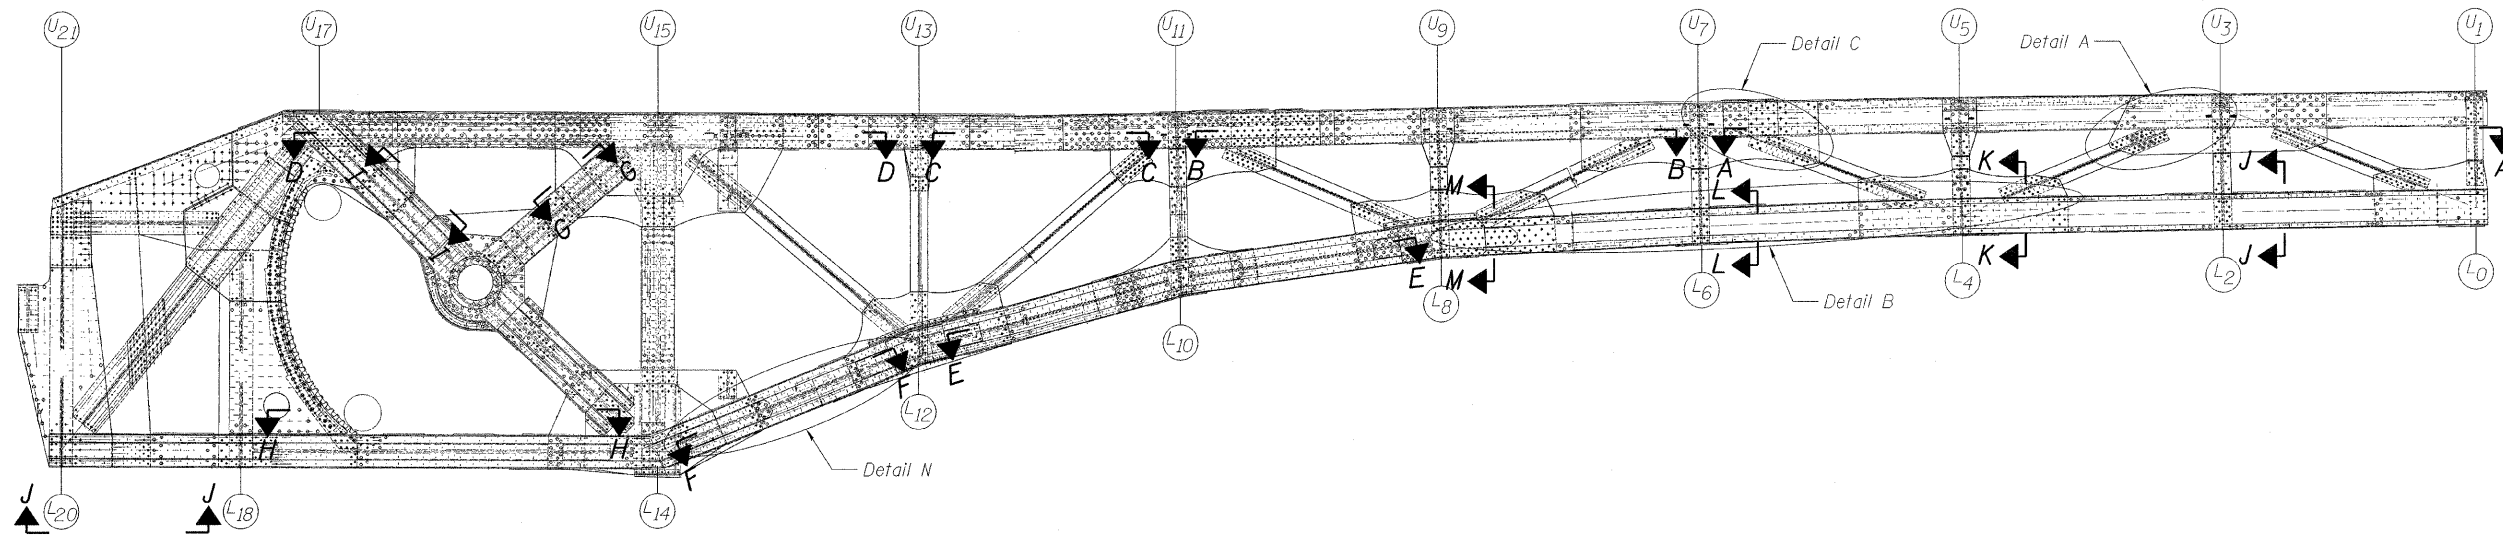 U21 U17 U15 U13 U11 U9 U7 U5 U3 U1
Detail C Detail A
D G D C C B B A K J A
G M L
E M L K J
F E
H H
F
Detail B
Detail N
L8 L6 L4 L2 L0
L10
L12
J J
L20 L18 L14